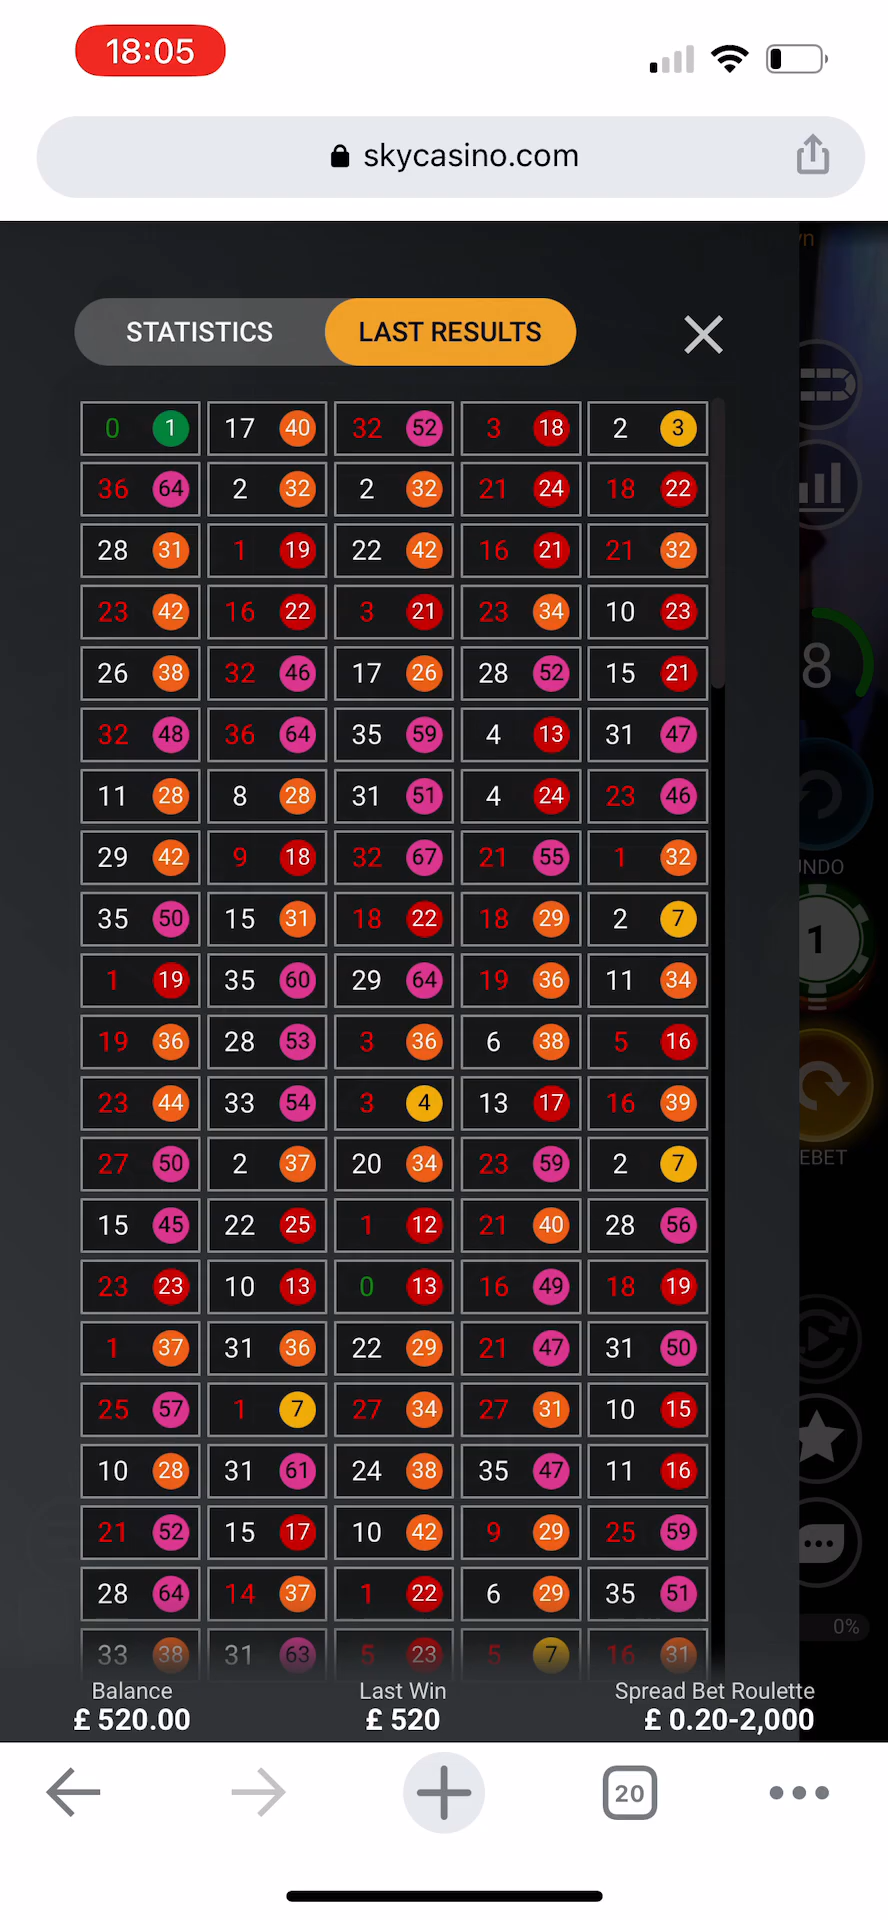 18:05
skycasino.com
STATISTICS LAST RESULTS
0 1 17 40 32 52 3 18 2 3
36 64 2 32 2 32 21 24 18 22
28 31 1 19 22 42 16 21 21 32
23 42 16 22 3 21 23 34 10 23
26 38 32 46 17 26 28 52 15 21
8
32 48 36 64 35 59 4 13 31 47
11 28 8 28 31 51 4 24 23 46
29 42 9 18 32 67 21 55 1 32
NDO
35 50 15 31 18 22 18 29 2 7
1
1 19 35 60 29 64 19 36 11 34
19 36 28 53 3 36 6 38 5 16
23 44 33 54 3 4 13 17 16 39
27 50 2 37 20 34 23 59 2 7
EBET
15 45 22 25 1 12 21 40 28 56
23 23 10 13 0 13 16 49 18 19
1 37 31 36 22 29 21 47 31 50
25 57 1 7 27 34 27 31 10 15
10 28 31 61 24 38 35 47 11 16
21 52 15 17 10 42 9 29 25 59
28 64 14 37 1 22 6 29 35 51
0%
33 38 31 63 5 23 5 7 16 31
Balance Last Win Spread Bet Roulette
£ 520.00 £ 520 £ 0.20-2,000
20